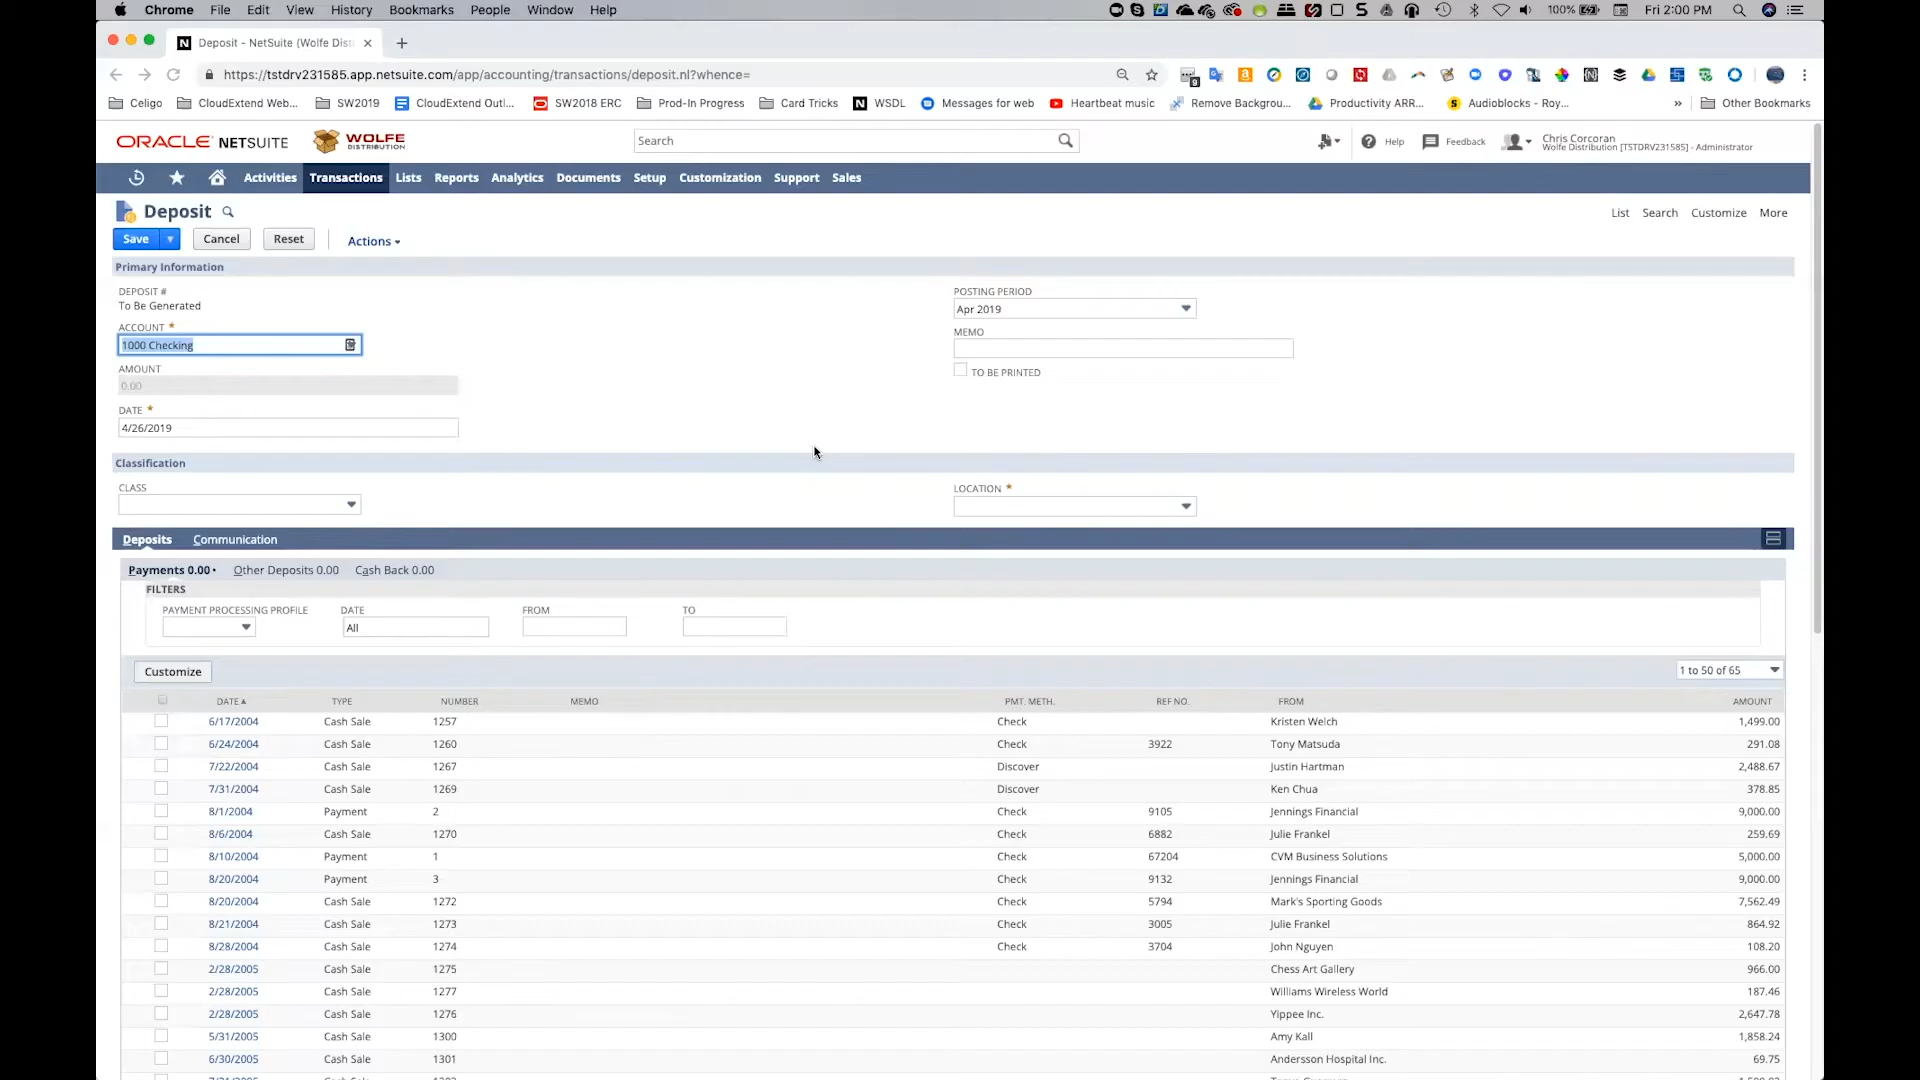 Chrome File Edit View History Bookmarks People Window Help 100% Fri 2:00 PM
Deposit - NetSuite (Wolfe Dist
https://tstdrv231585.app.netsuite.com/app/accounting/transactions/deposit.nl?whence=
Celigo CloudExtend Web... SW2019 CloudExtend Outl... SW2018 ERC Prod-In Progress Card Tricks WSDL Messages for web Heartbeat music Remove Backgrou... Productivity ARR... Audioblocks - Roy... » Other Bookmarks
ORACLE NETSUITE WOLFE DISTRIBUTION Search Help Feedback Chris Corcoran
Wolfe Distribution [TSTDRV231585] - Administrator
Activities Transactions Lists Reports Analytics Documents Setup Customization Support Sales
Deposit List Search Customize More
Save Cancel Reset Actions
Primary Information
DEPOSIT # POSTING PERIOD
To Be Generated Apr 2019
ACCOUNT * MEMO
1000 Checking
AMOUNT TO BE PRINTED
0.00
DATE *
4/26/2019
Classification
CLASS LOCATION *
Deposits Communication
Payments 0.00 • Other Deposits 0.00 Cash Back 0.00
FILTERS
PAYMENT PROCESSING PROFILE DATE FROM TO
All
Customize 1 to 50 of 65
DATE ▲ TYPE NUMBER MEMO PMT. METH. REF NO. FROM AMOUNT
6/17/2004 Cash Sale 1257 Check Kristen Welch 1,499.00
6/24/2004 Cash Sale 1260 Check 3922 Tony Matsuda 291.08
7/22/2004 Cash Sale 1267 Discover Justin Hartman 2,488.67
7/31/2004 Cash Sale 1269 Discover Ken Chua 378.85
8/1/2004 Payment 2 Check 9105 Jennings Financial 9,000.00
8/6/2004 Cash Sale 1270 Check 6882 Julie Frankel 259.69
8/10/2004 Payment 1 Check 67204 CVM Business Solutions 5,000.00
8/20/2004 Payment 3 Check 9132 Jennings Financial 9,000.00
8/20/2004 Cash Sale 1272 Check 5794 Mark's Sporting Goods 7,562.49
8/21/2004 Cash Sale 1273 Check 3005 Julie Frankel 864.92
8/28/2004 Cash Sale 1274 Check 3704 John Nguyen 108.20
2/28/2005 Cash Sale 1275 Chess Art Gallery 966.00
2/28/2005 Cash Sale 1277 Williams Wireless World 187.46
2/28/2005 Cash Sale 1276 Yippee Inc. 2,647.78
5/31/2005 Cash Sale 1300 Amy Kall 1,858.24
6/30/2005 Cash Sale 1301 Andersson Hospital Inc. 69.75